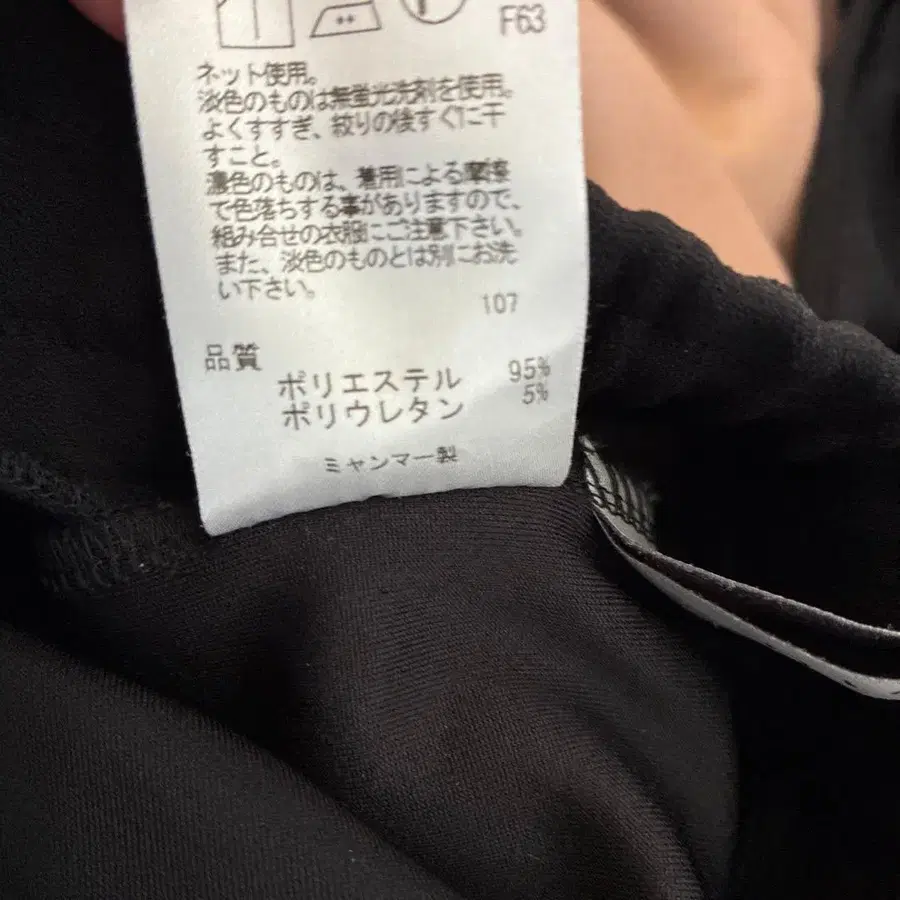 F63
ネット使用。
淡色のものは無蛍光洗剤を使用。
よくすすぎ、絞りの後すぐに干
すこと。
濃色のものは、着用による摩擦
で色落ちする事がありますので、
組み合せの衣服にご注意下さい。
また、淡色のものとは別にお洗
い下さい。
107
品質
ポリエステル 95%
ポリウレタン 5%
ミャンマー製